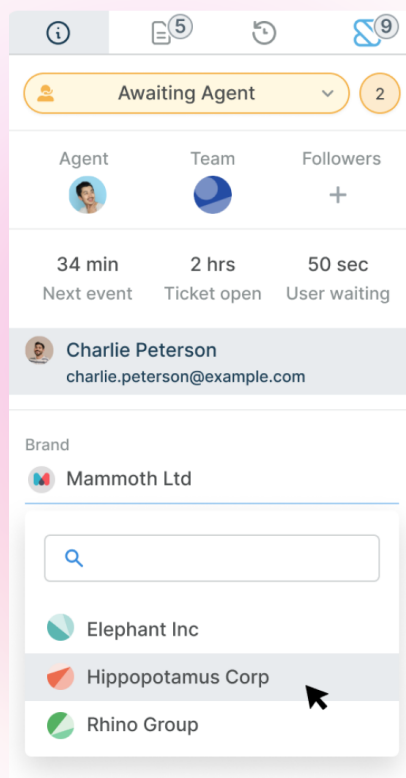 5
9
Awaiting Agent
2
Agent Team Followers
34 min 2 hrs 50 sec
Next event Ticket open User waiting
Charlie Peterson
charlie.peterson@example.com
Brand
Mammoth Ltd
Elephant Inc
Hippopotamus Corp
Rhino Group